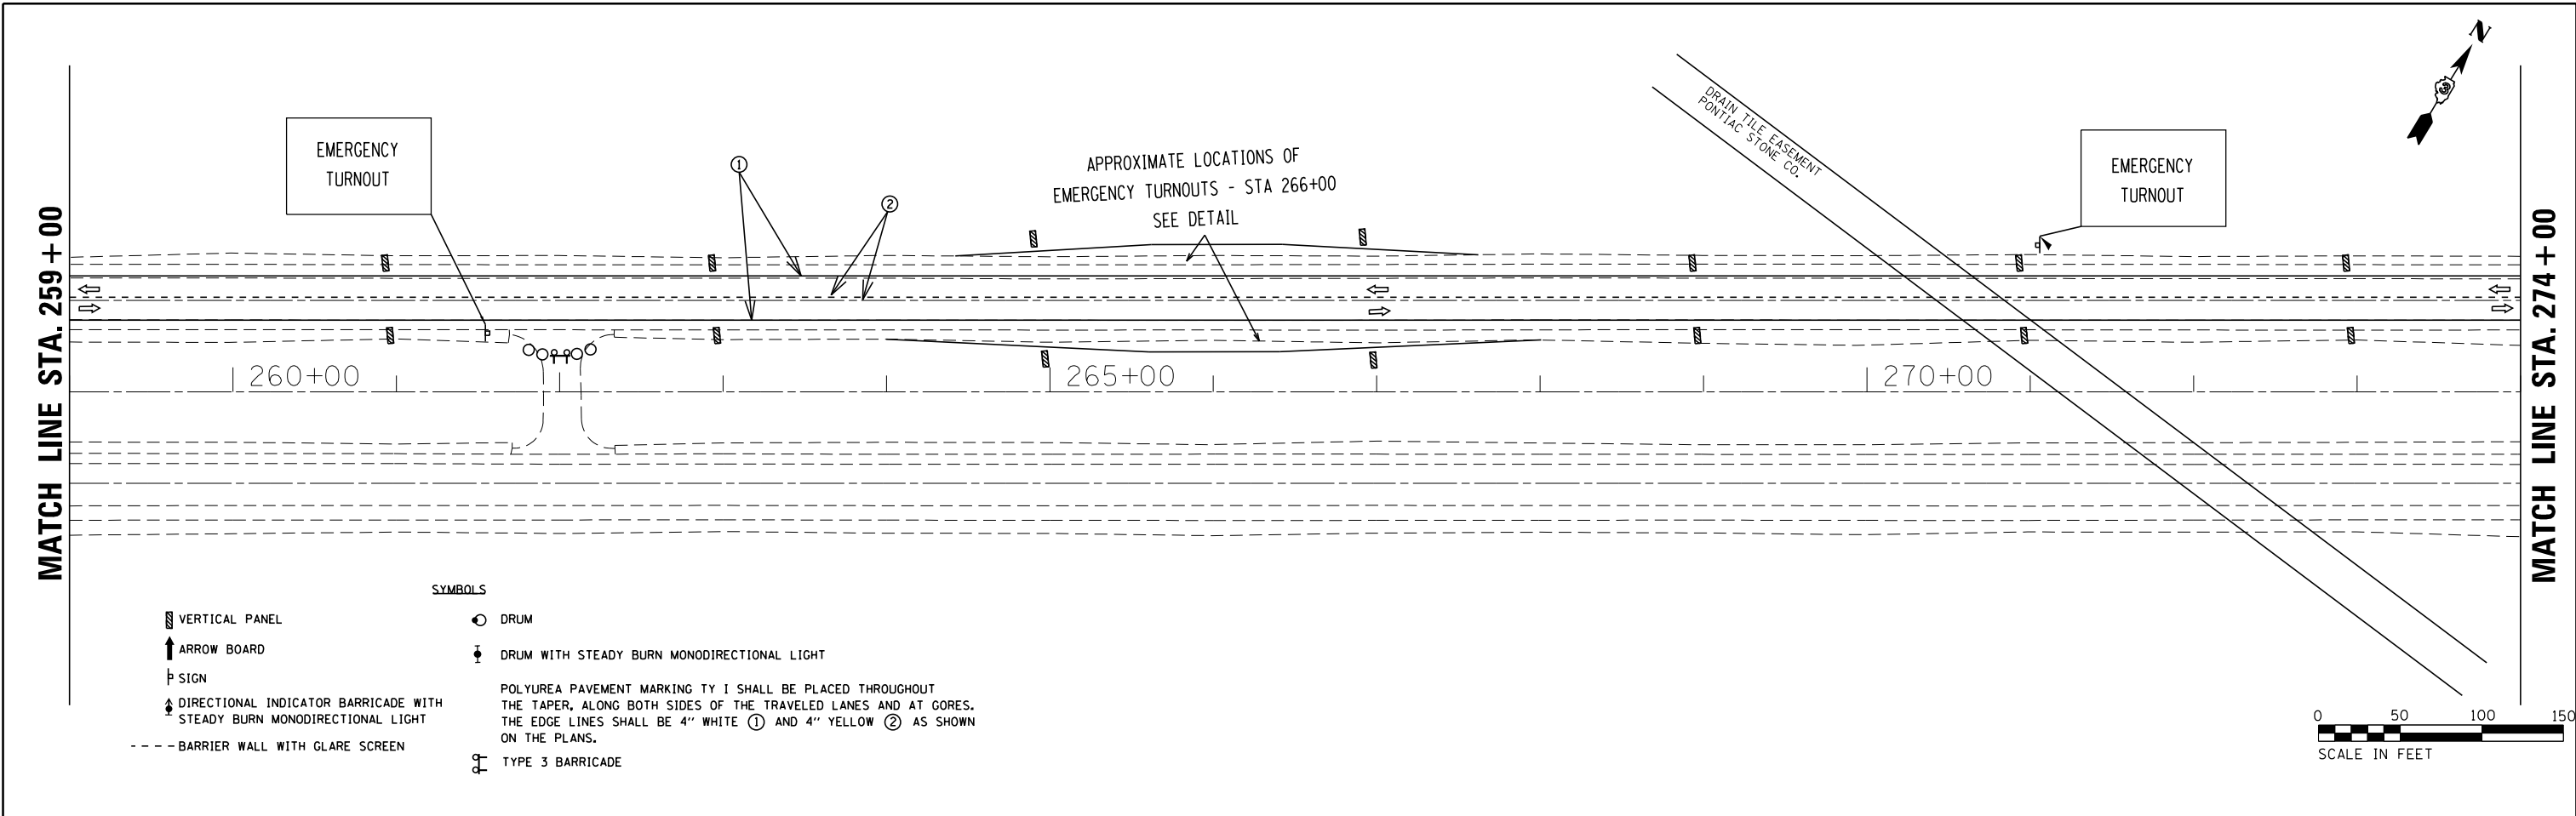 N
3
DRAIN TILE EASEMENT
PONTIAC STONE CO.
EMERGENCY
TURNOUT
1
2
APPROXIMATE LOCATIONS OF
EMERGENCY TURNOUTS - STA 266+00
SEE DETAIL
EMERGENCY
TURNOUT
MATCH LINE STA. 259+00
MATCH LINE STA. 274+00
260+00
265+00
270+00
SYMBOLS
VERTICAL PANEL
ARROW BOARD
SIGN
DIRECTIONAL INDICATOR BARRICADE WITH
STEADY BURN MONODIRECTIONAL LIGHT
BARRIER WALL WITH GLARE SCREEN
DRUM
DRUM WITH STEADY BURN MONODIRECTIONAL LIGHT
POLYUREA PAVEMENT MARKING TY I SHALL BE PLACED THROUGHOUT
THE TAPER, ALONG BOTH SIDES OF THE TRAVELED LANES AND AT GORES.
THE EDGE LINES SHALL BE 4" WHITE 1 AND 4" YELLOW 2 AS SHOWN
ON THE PLANS.
TYPE 3 BARRICADE
0 50 100 150
SCALE IN FEET